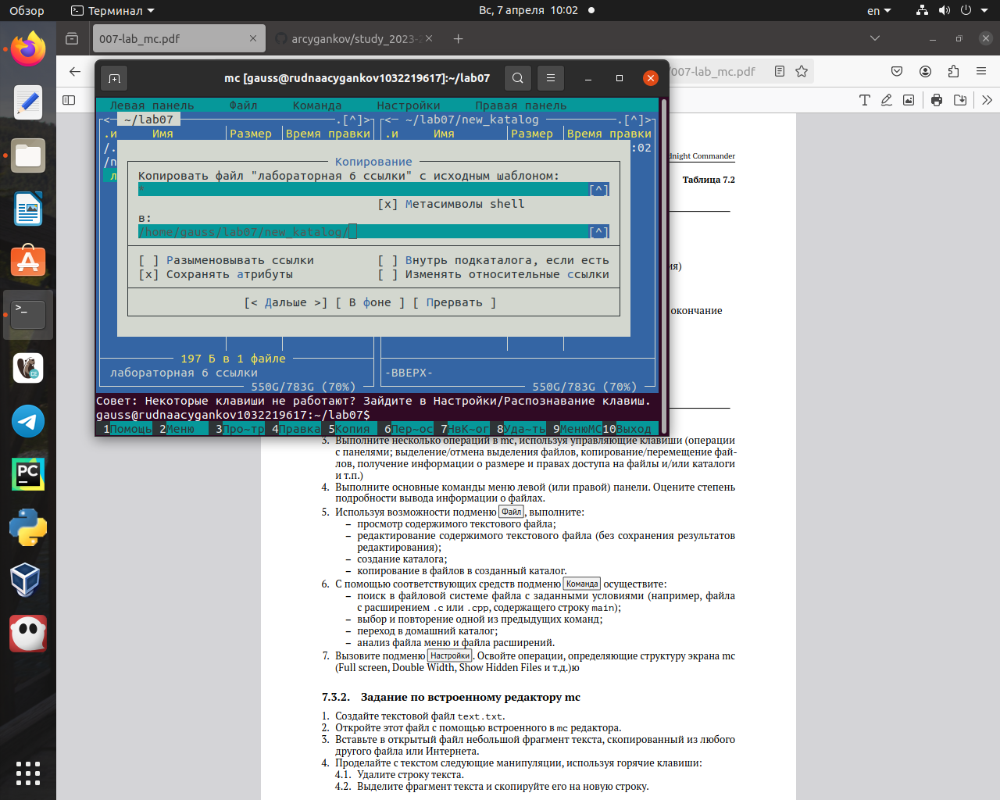 Обзор
Терминал
Вс, 7 апреля 10:02
en
007-lab_mc.pdf
arcygankov/study_2023-2
/007-lab_mc.pdf
mc [gauss@rudnaacygankov1032219617]:~/lab07
Левая панель Файл Команда Настройки Правая панель
<─ ~/lab07 .[^]>
<─ ~/lab07/new_katalog .[^]>
.и Имя Размер Время правки
.и Имя Размер Время правки
/.
:02
/n
л
Копирование
Копировать файл "лабораторная 6 ссылки" с исходным шаблоном:
* [^]
[x] Метасимволы shell
в:
/home/gauss/lab07/new_katalog/ [^]
[ ] Разыменовывать ссылки [ ] Внутрь подкаталога, если есть
[x] Сохранять атрибуты [ ] Изменять относительные ссылки
[< Дальше >] [ В фоне ] [ Прервать ]
197 Б в 1 файле
лабораторная 6 ссылки -ВВЕРХ-
550G/783G (70%) 550G/783G (70%)
Совет: Некоторые клавиши не работают? Зайдите в Настройки/Распознавание клавиш.
gauss@rudnaacygankov1032219617:~/lab07$
1Помощь 2Меню 3Про~тр 4Правка 5Копия 6Пер~ос 7НвК~ог 8Уда~ть 9МенюMC 10Выход
dnight Commander
Таблица 7.2
ия)
окончание
3. Выполните несколько операций в mc, используя управляющие клавиши (операции
с панелями; выделение/отмена выделения файлов, копирование/перемещение фай-
лов, получение информации о размере и правах доступа на файлы и/или каталоги
и т.п.)
4. Выполните основные команды меню левой (или правой) панели. Оцените степень
подробности вывода информации о файлах.
5. Используя возможности подменю Файл, выполните:
– просмотр содержимого текстового файла;
– редактирование содержимого текстового файла (без сохранения результатов
редактирования);
– создание каталога;
– копирование в файлов в созданный каталог.
6. С помощью соответствующих средств подменю Команда осуществите:
– поиск в файловой системе файла с заданными условиями (например, файла
с расширением .c или .cpp, содержащего строку main);
– выбор и повторение одной из предыдущих команд;
– переход в домашний каталог;
– анализ файла меню и файла расширений.
7. Вызовите подменю Настройки. Освойте операции, определяющие структуру экрана mc
(Full screen, Double Width, Show Hidden Files и т.д.)ю
7.3.2. Задание по встроенному редактору mc
1. Создайте текстовой файл text.txt.
2. Откройте этот файл с помощью встроенного в mc редактора.
3. Вставьте в открытый файл небольшой фрагмент текста, скопированный из любого
другого файла или Интернета.
4. Проделайте с текстом следующие манипуляции, используя горячие клавиши:
4.1. Удалите строку текста.
4.2. Выделите фрагмент текста и скопируйте его на новую строку.